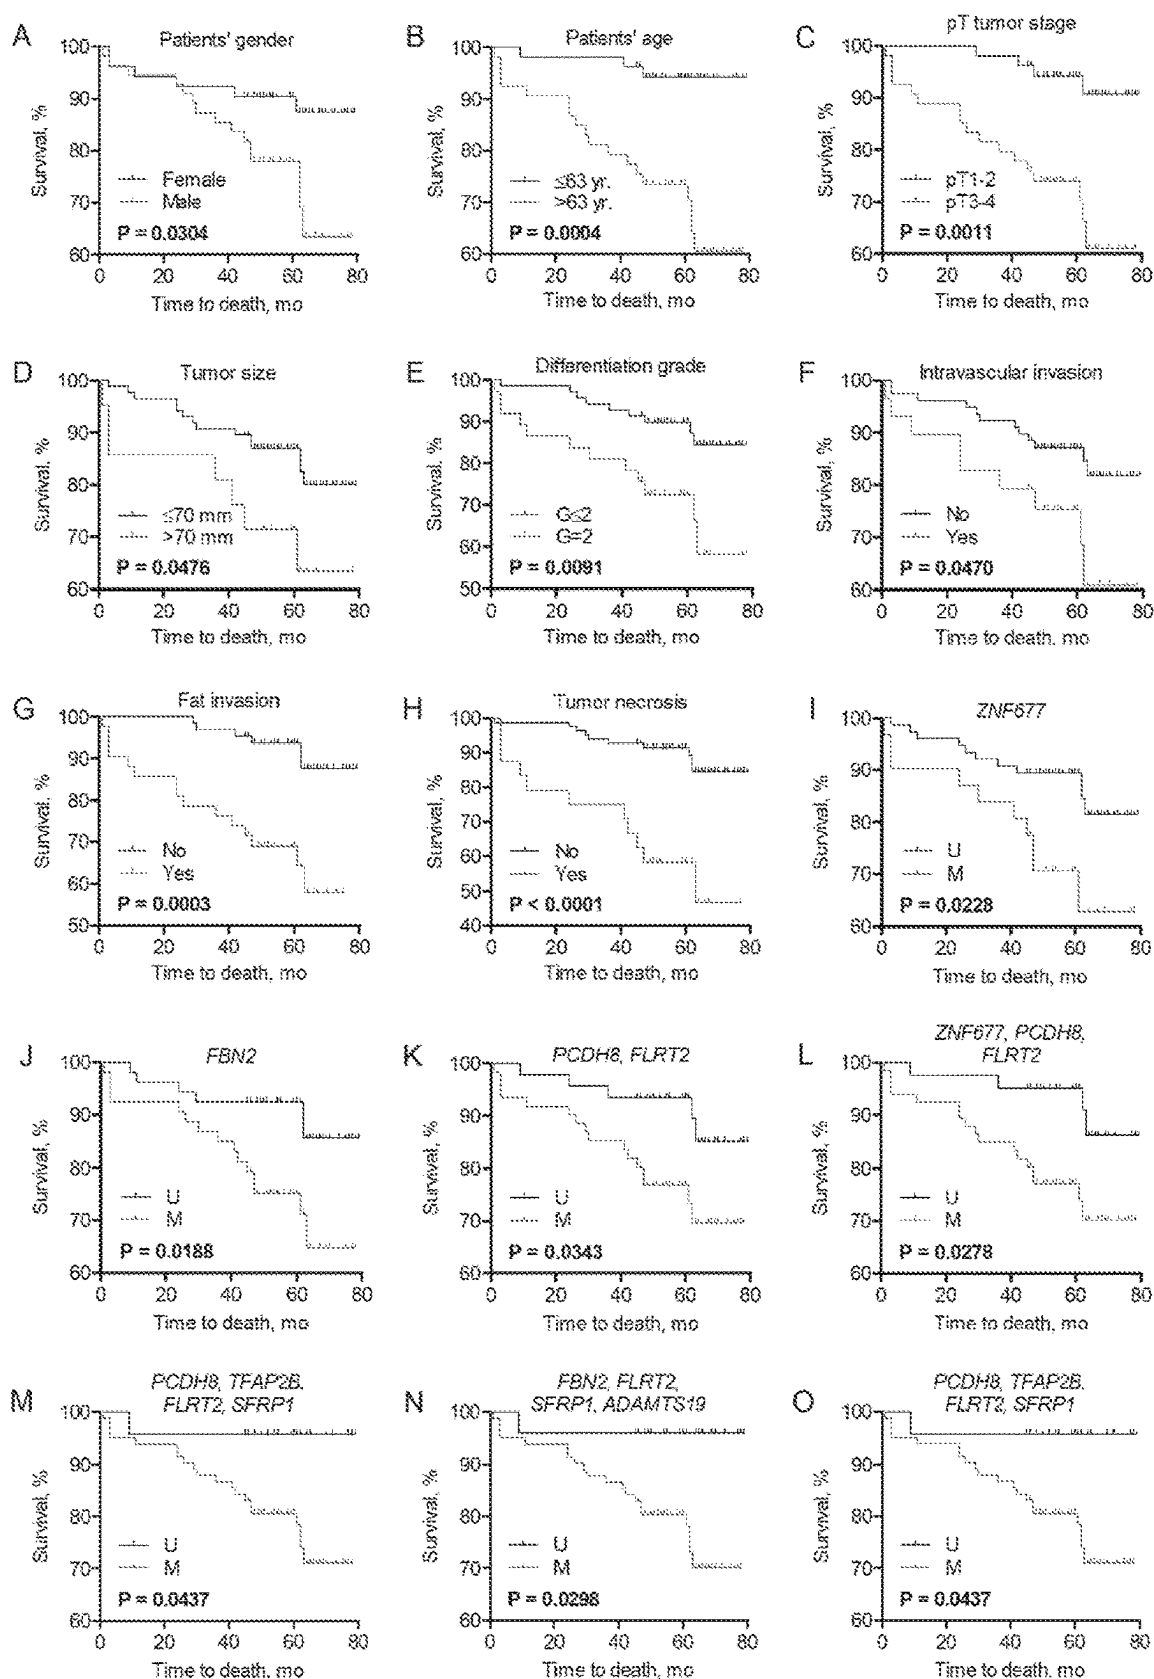 A
Patients' gender
Survival, %
100
90
80
70
60
Female
Male
P = 0.0304
0 20 40 60 80
Time to death, mo
B
Patients' age
Survival, %
100
90
80
70
60
≤63 yr.
>63 yr.
P = 0.0004
0 20 40 60 80
Time to death, mo
C
pT tumor stage
Survival, %
100
90
80
70
60
pT1-2
pT3-4
P = 0.0011
0 20 40 60 80
Time to death, mo
D
Tumor size
Survival, %
100
90
80
70
60
≤70 mm
>70 mm
P = 0.0476
0 20 40 60 80
Time to death, mo
E
Differentiation grade
Survival, %
100
90
80
70
60
50
G≤2
G=2
P = 0.0091
0 20 40 60 80
Time to death, mo
F
Intravascular invasion
Survival, %
100
90
80
70
60
No
Yes
P = 0.0470
0 20 40 60 80
Time to death, mo
G
Fat invasion
Survival, %
100
90
80
70
60
50
No
Yes
P = 0.0003
0 20 40 60 80
Time to death, mo
H
Tumor necrosis
Survival, %
100
90
80
70
60
50
40
No
Yes
P < 0.0001
0 20 40 60 80
Time to death, mo
I
ZNF677
Survival, %
100
90
80
70
60
U
M
P = 0.0228
0 20 40 60 80
Time to death, mo
J
FBN2
Survival, %
100
90
80
70
60
U
M
P = 0.0188
0 20 40 60 80
Time to death, mo
K
PCDH8, FLRT2
Survival, %
100
90
80
70
60
U
M
P = 0.0343
0 20 40 60 80
Time to death, mo
L
ZNF677, PCDH8,
FLRT2
Survival, %
100
90
80
70
60
U
M
P = 0.0278
0 20 40 60 80
Time to death, mo
M
PCDH8, TFAP2B,
FLRT2, SFRP1
Survival, %
100
90
80
70
60
U
M
P = 0.0437
0 20 40 60 80
Time to death, mo
N
FBN2, FLRT2,
SFRP1, ADAMTS19
Survival, %
100
90
80
70
60
U
M
P = 0.0298
0 20 40 60 80
Time to death, mo
O
PCDH8, TFAP2B,
FLRT2, SFRP1
Survival, %
100
90
80
70
60
U
M
P = 0.0437
0 20 40 60 80
Time to death, mo